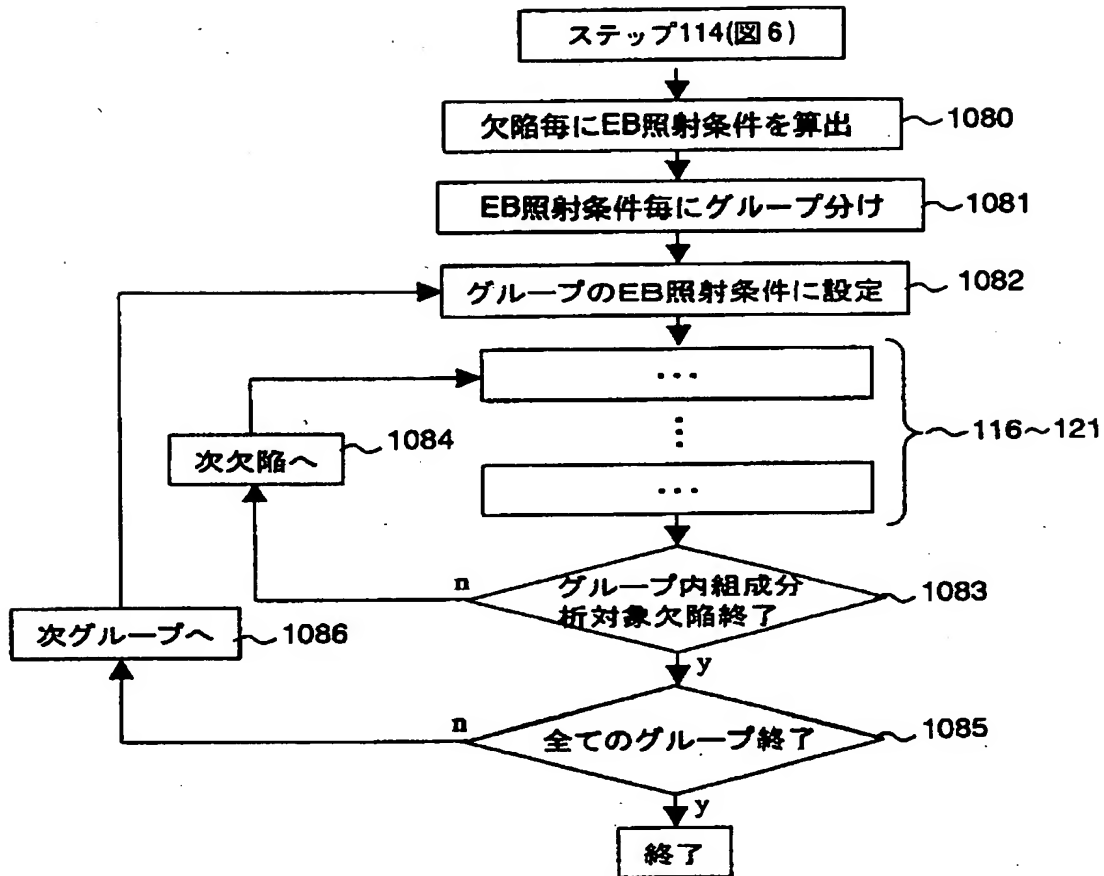 ステップ114(図6)
欠陥毎にEB照射条件を算出
1080
EB照射条件毎にグループ分け
1081
グループのEB照射条件に設定
1082
･･･
⋮
･･･
116～121
次欠陥へ
1084
グループ内組成分
析対象欠陥終了
1083
n
y
次グループへ
1086
全てのグループ終了
1085
n
y
終了